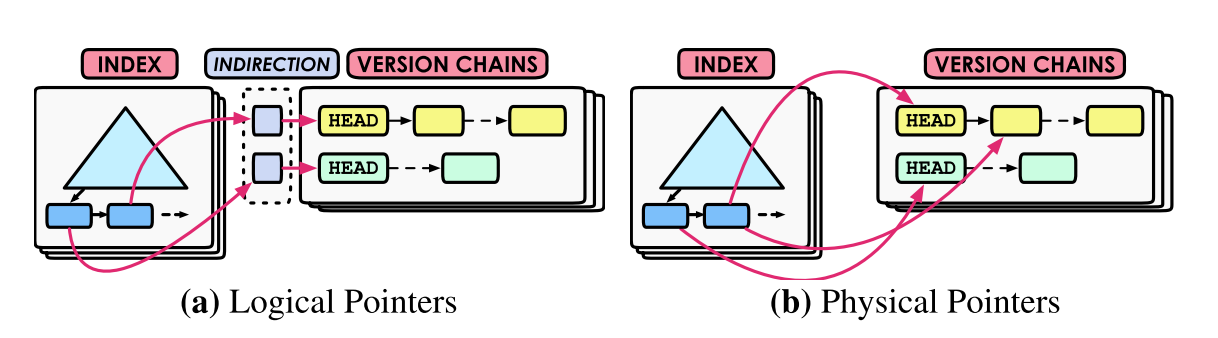 INDEX
INDIRECTION
VERSION CHAINS
HEAD
HEAD
(a) Logical Pointers
INDEX
VERSION CHAINS
HEAD
HEAD
(b) Physical Pointers